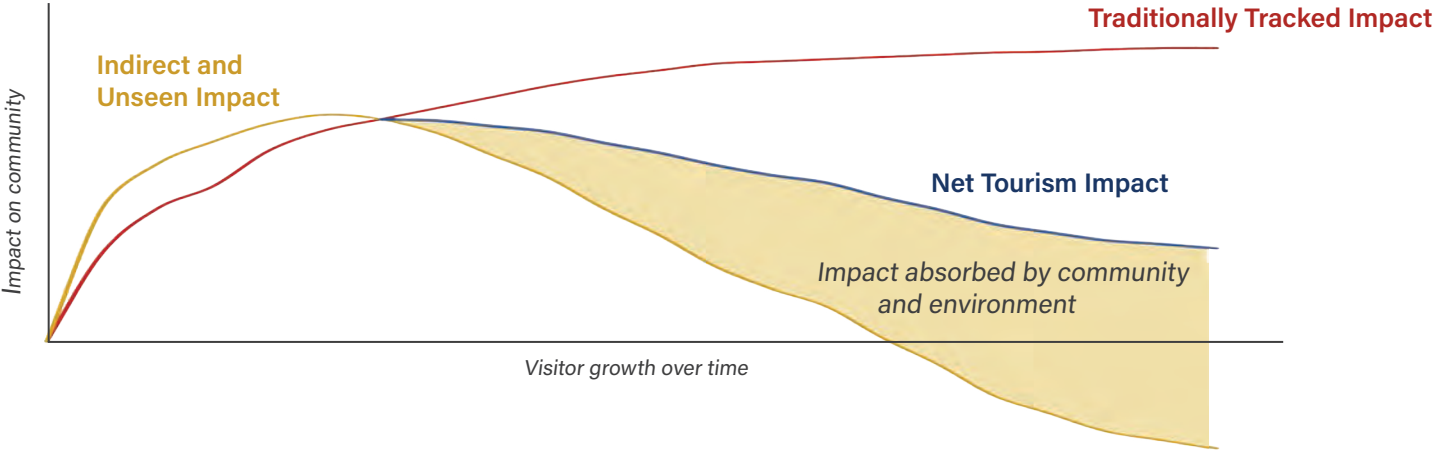 Traditionally Tracked Impact
Indirect and
Unseen Impact
Impact on community
Net Tourism Impact
Impact absorbed by community
and environment
Visitor growth over time